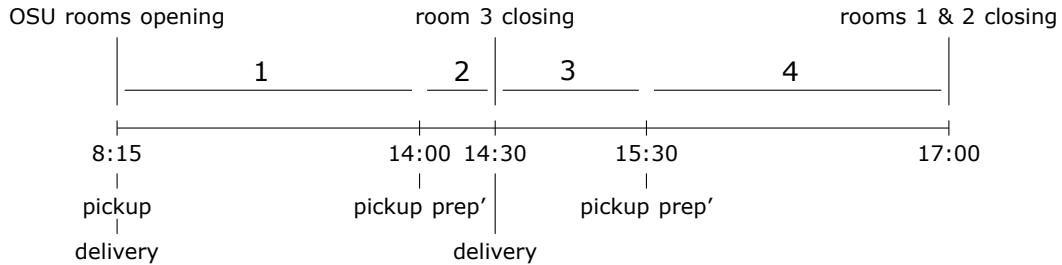 OSU rooms opening room 3 closing rooms 1 & 2 closing
1 2 3 4
8:15 14:00 14:30 15:30 17:00
pickup pickup prep’ pickup prep’
delivery delivery